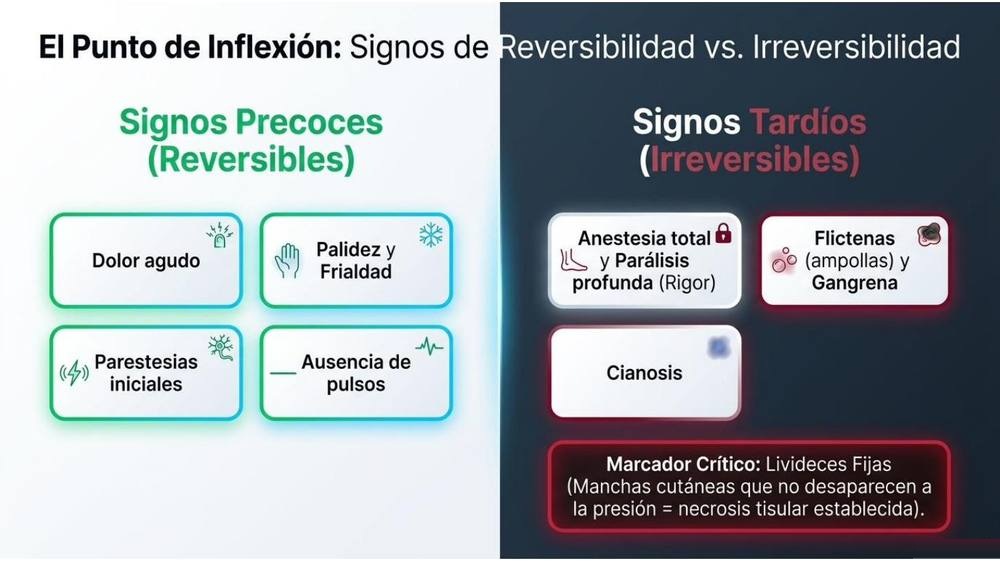 El Punto de Inflexión: Signos de Reversibilidad vs. Irreversibilidad
Signos Precoces
(Reversibles)
Dolor agudo
Palidez y
Frialdad
Parestesias
iniciales
Ausencia de
pulsos
Signos Tardíos
(Irreversibles)
Anestesia total
y Parálisis
profunda (Rigor)
Flictenas
(ampollas) y
Gangrena
Cianosis
Marcador Crítico: Livideces Fijas
(Manchas cutáneas que no desaparecen a
la presión = necrosis tisular establecida).